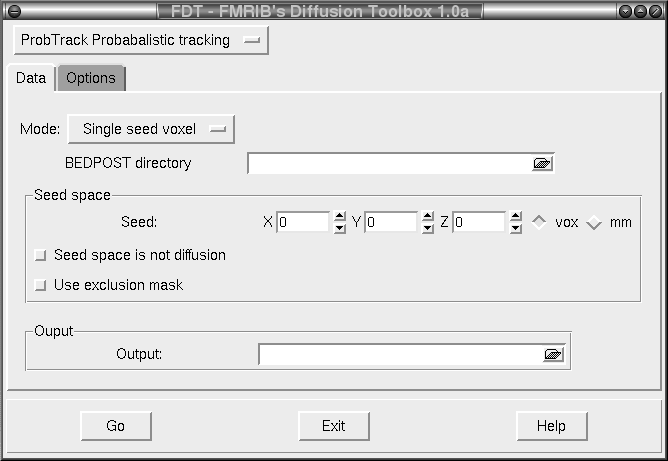 FDT - FMRIB's Diffusion Toolbox 1.0a
ProbTrack Probabalistic tracking
Data Options
Mode: Single seed voxel
BEDPOST directory
Seed space
Seed: X 0 Y 0 Z 0 vox mm
Seed space is not diffusion
Use exclusion mask
Ouput
Output:
Go Exit Help